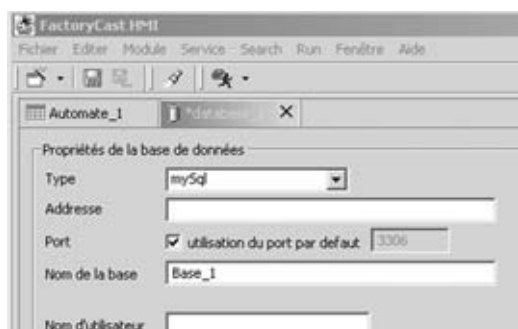 FactoryCast HMI
Fichier Editer Module Service Search Run Fenêtre Aide
Automate_1 *database_1
Propriétés de la base de données
Type mySql
Addresse
Port utilisation du port par defaut 3306
Nom de la base Base_1
Nom d'utilisateur